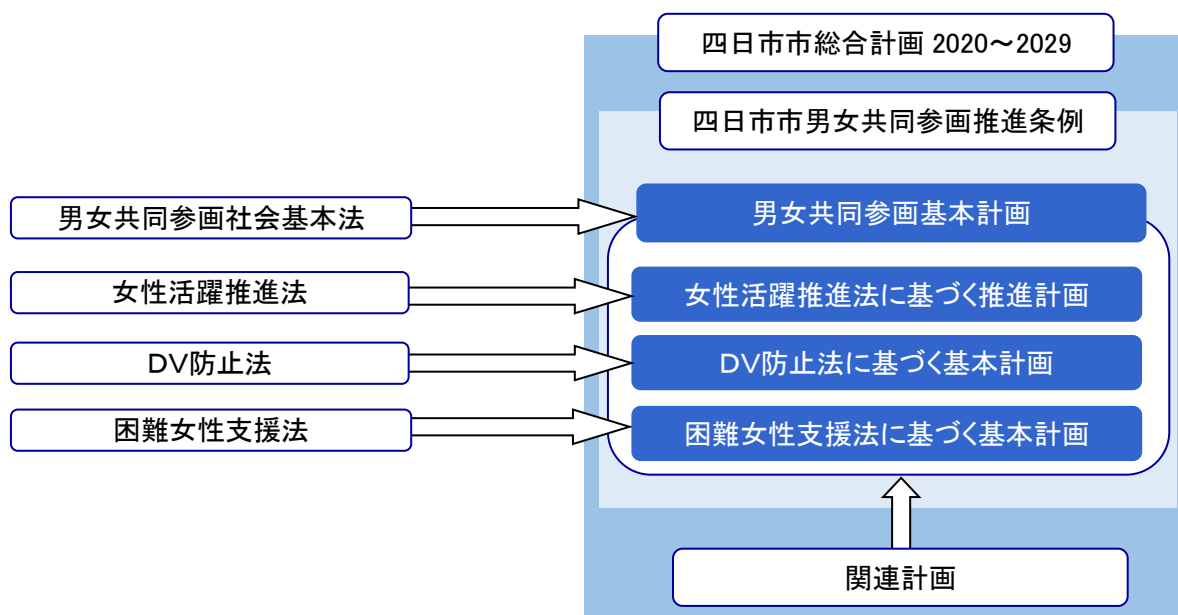 四日市市総合計画 2020～2029
四日市市男女共同参画推進条例
男女共同参画社会基本法
男女共同参画基本計画
女性活躍推進法
女性活躍推進法に基づく推進計画
DV防止法
DV防止法に基づく基本計画
困難女性支援法
困難女性支援法に基づく基本計画
関連計画